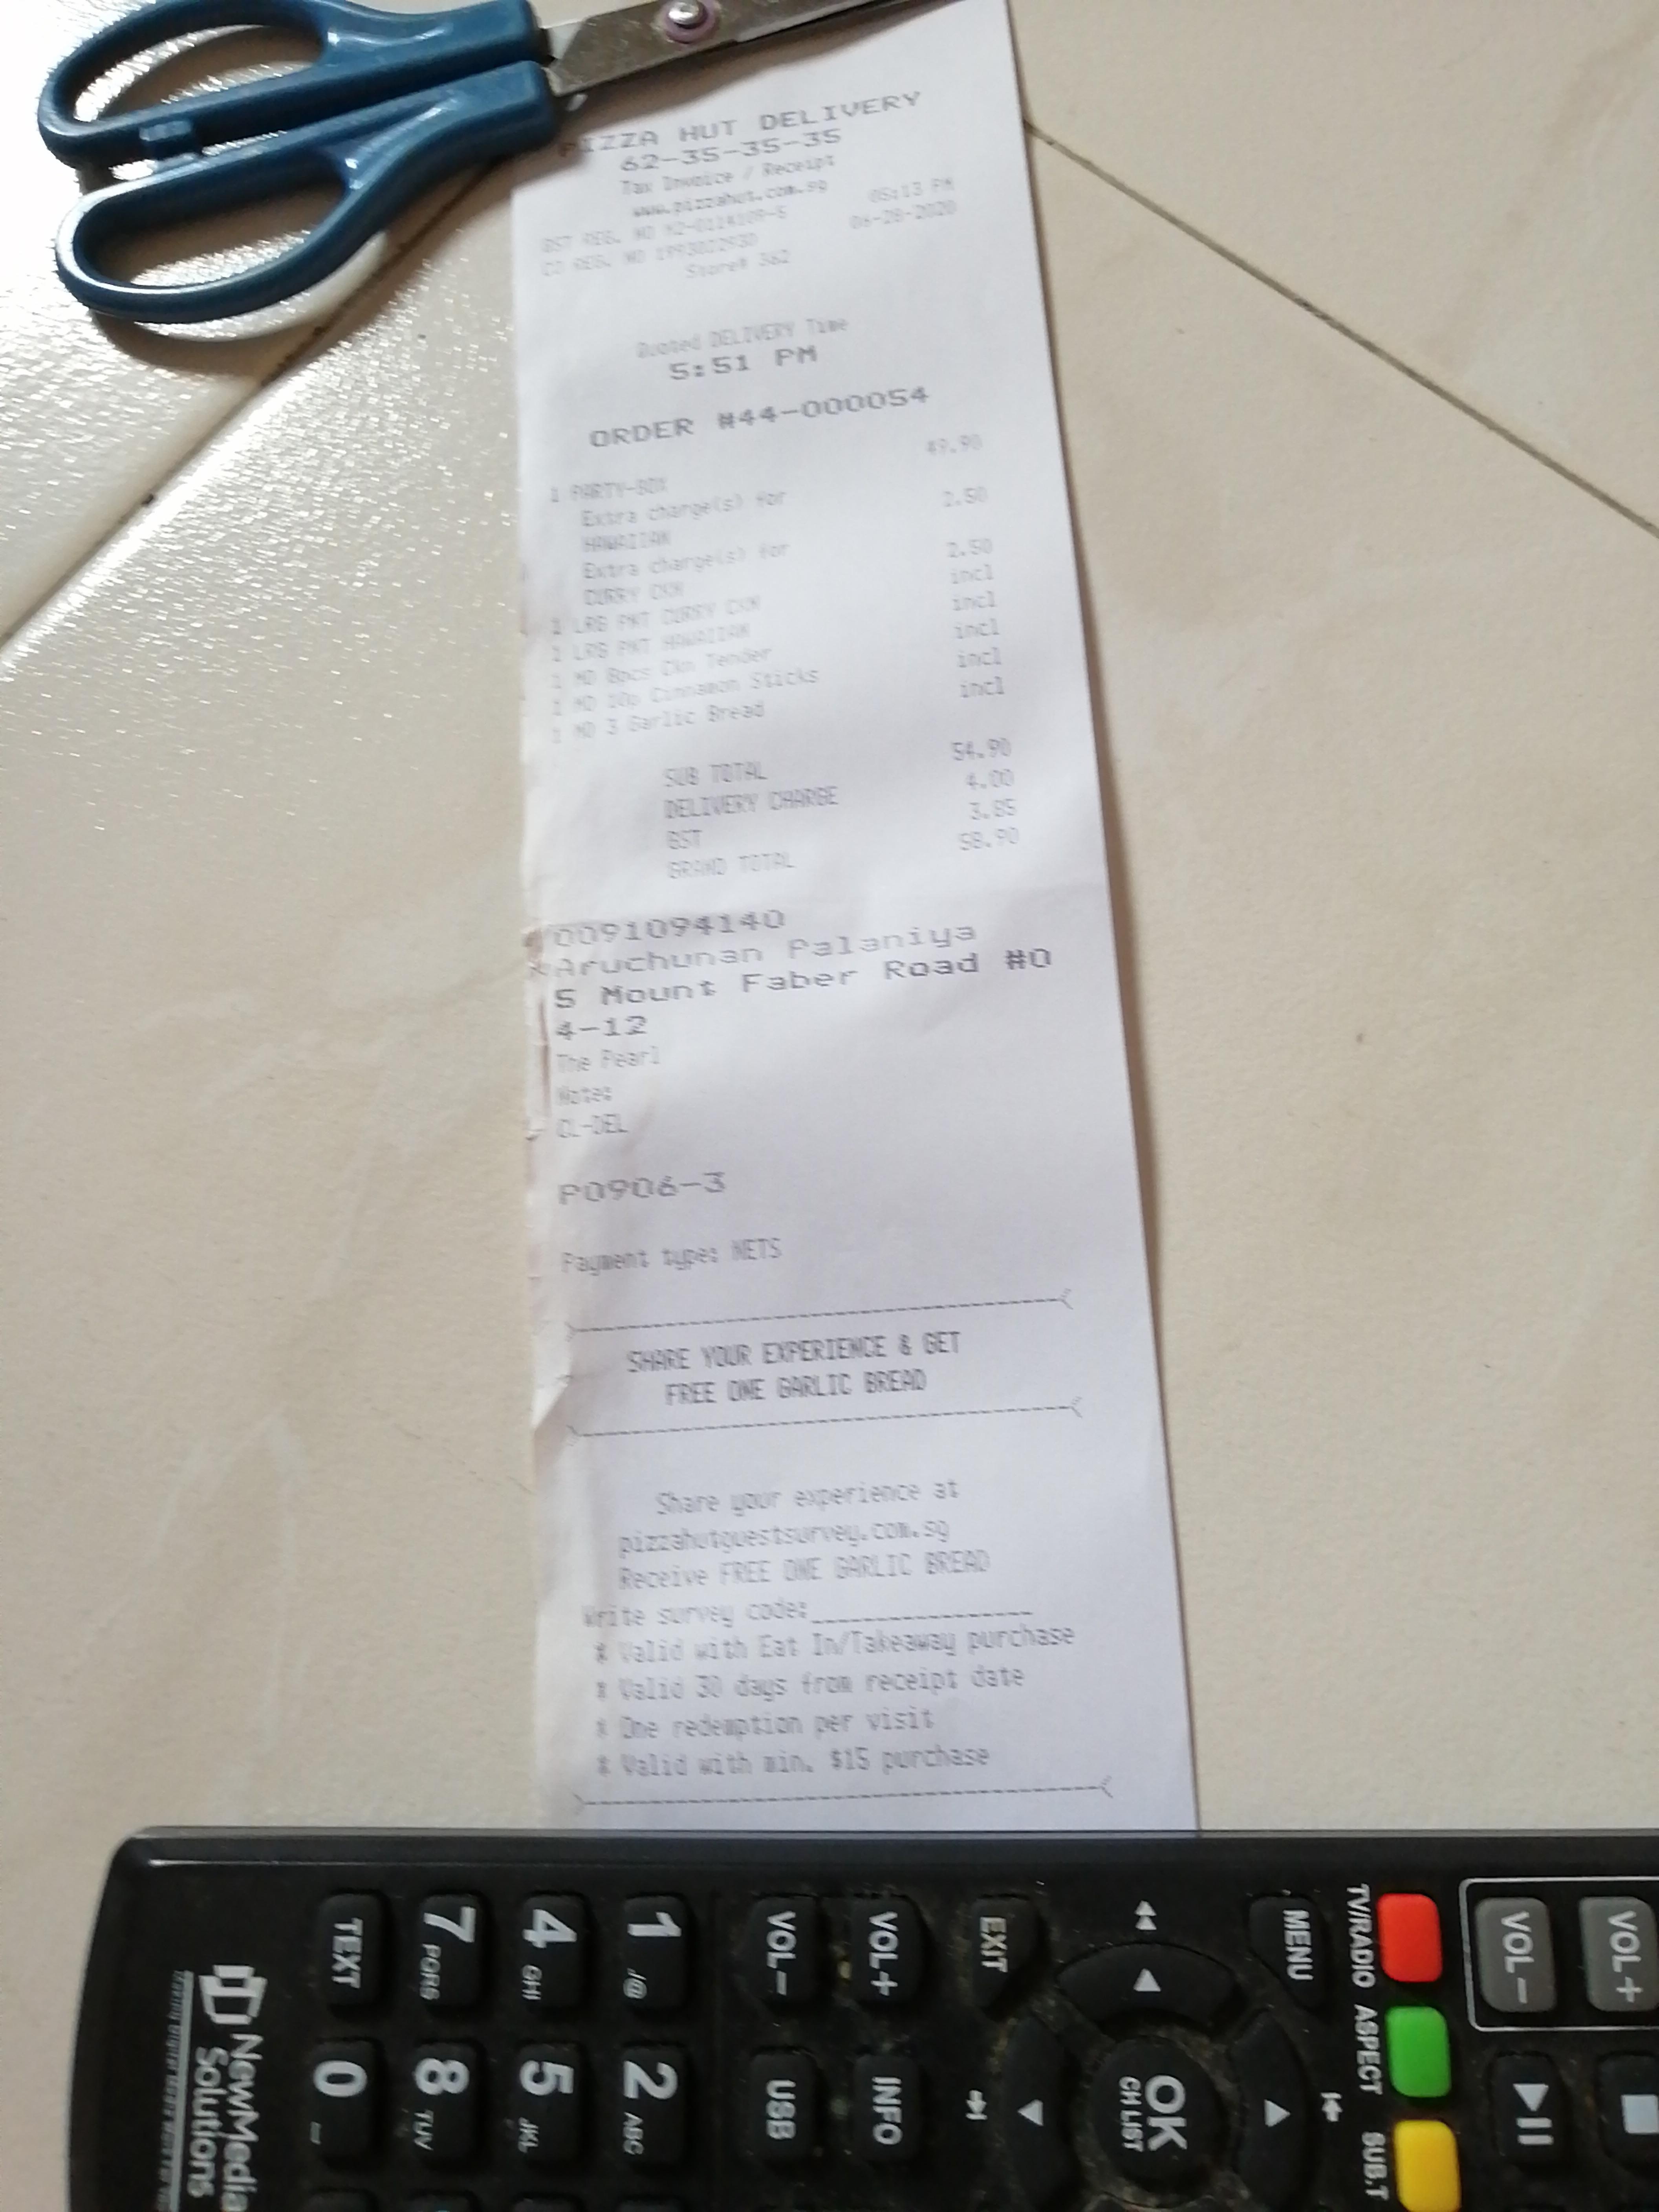 PIZZA HUT DELIVERY
62-35-35-35
Tax Invoice / Receipt
www.pizzahut.com.sg
GST REG. NO M2-0114109-5 05:13 PM
CO REG. NO 199302293D 06-28-2020
Store# 362
Quoted DELIVERY Time
5:51 PM
ORDER #44-000054
1 PARTY-BOX 49.90
Extra charge(s) for
HAWAIIAN 2.50
Extra charge(s) for
CURRY CKN 2.50
1 LRG PNT CURRY CKN incl
1 LRG PNT HAWAIIAN incl
1 MD 8pcs Ckn Tender incl
1 MD 10p Cinnamon Sticks incl
1 MD 3 Garlic Bread incl
SUB TOTAL 54.90
DELIVERY CHARGE 4.00
GST 3.85
GRAND TOTAL 58.90
0091094140
Aruchunan Palaniya
5 Mount Faber Road #0
4-12
The Pearl
Note:
OL-DEL
P0906-3
Payment type: NETS
SHARE YOUR EXPERIENCE & GET
FREE ONE GARLIC BREAD
Share your experience at
pizzahutguestsurvey.com.sg
Receive FREE ONE GARLIC BREAD
Write survey code:_________________
* Valid with Eat In/Takeaway purchase
* Valid 30 days from receipt date
* One redemption per visit
* Valid with min. $15 purchase
TEXT
7 PQRS
4 GHI
1 ./@
VOL-
VOL+
EXIT
MENU
TV/RADIO
VOL-
VOL+
0
8 TUV
5 JKL
2 ABC
USB
INFO
OK
CH LIST
ASPECT
SUB.T
NewMedia
Solutions